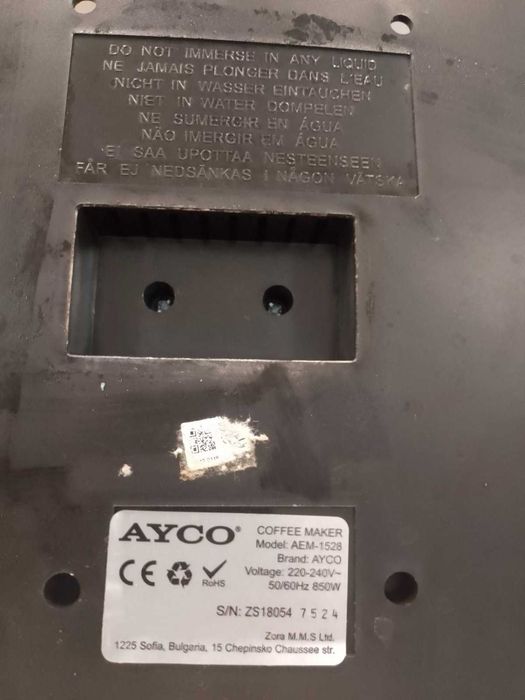 DO NOT IMMERSE IN ANY LIQUID
NE JAMAIS PLONGER DANS L'EAU
NICHT IN WASSER EINTAUCHEN
NIET IN WATER DOMPELEN
NE SUMERGIR EN ÁGUA
NÃO IMERGIR EM ÁGUA
EI SAA UPOTTAA NESTEENSEEN
FÅR EJ NEDSÄNKAS I NÅGON VÄTSKA
AYCO®
COFFEE MAKER
Model: AEM-1528
Brand: AYCO
Voltage: 220-240V~
50/60Hz 850W
CE
RoHS
S/N: ZS18054 7524
Zora M.M.S Ltd.
1225 Sofia, Bulgaria, 15 Chepinsko Chaussee str.